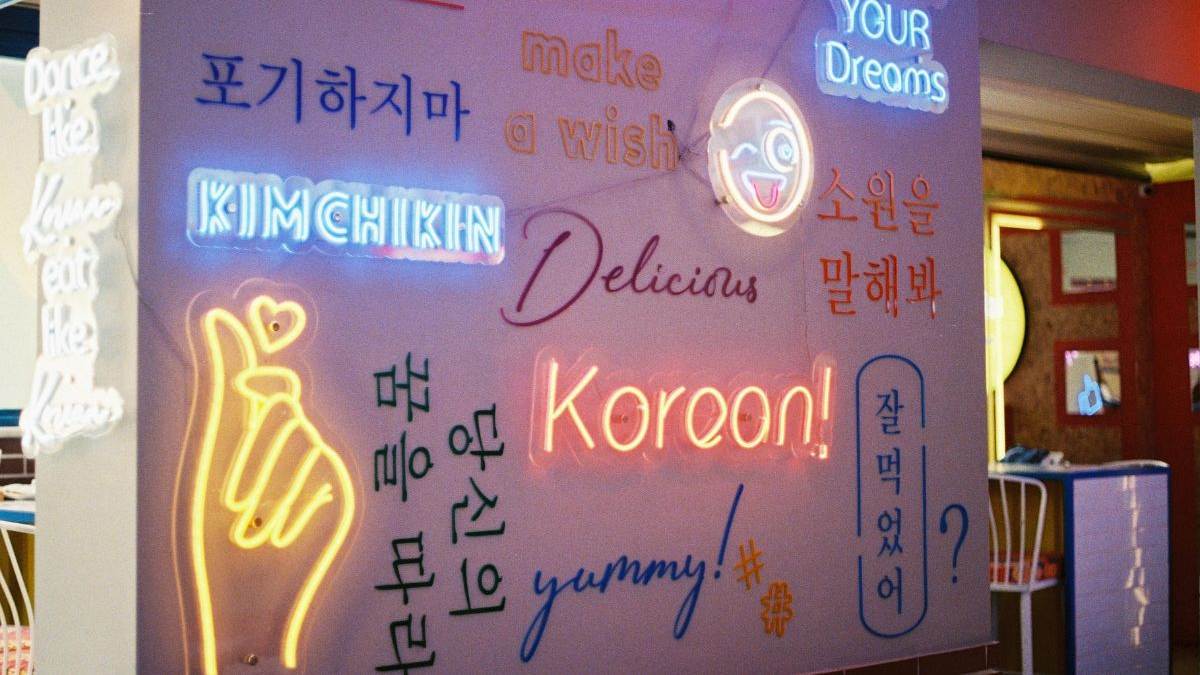 Dance
like
eat
like
포기하지마
make
a wish
YOUR
Dreams
KIMCHIKIN
Delicious
소원을
말해봐
Korean!
당신의
꿈을 따라
yummy!
##
잘먹었어
?